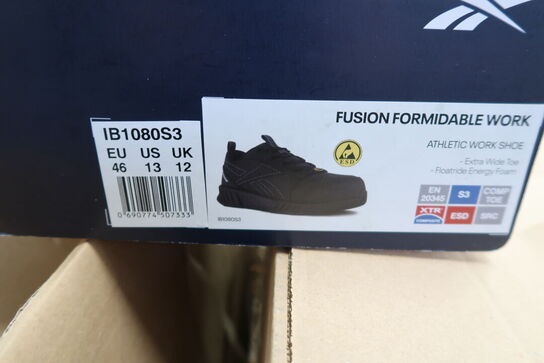 IB1080S3
EU US UK
46 13 12
0 690774 507333
FUSION FORMIDABLE WORK
ATHLETIC WORK SHOE
- Extra Wide Toe
- Floatride Energy Foam
ESD
IB1080S3
EN 20345 S3 COMP TOE
XTR COMPOSITE ESD SRC